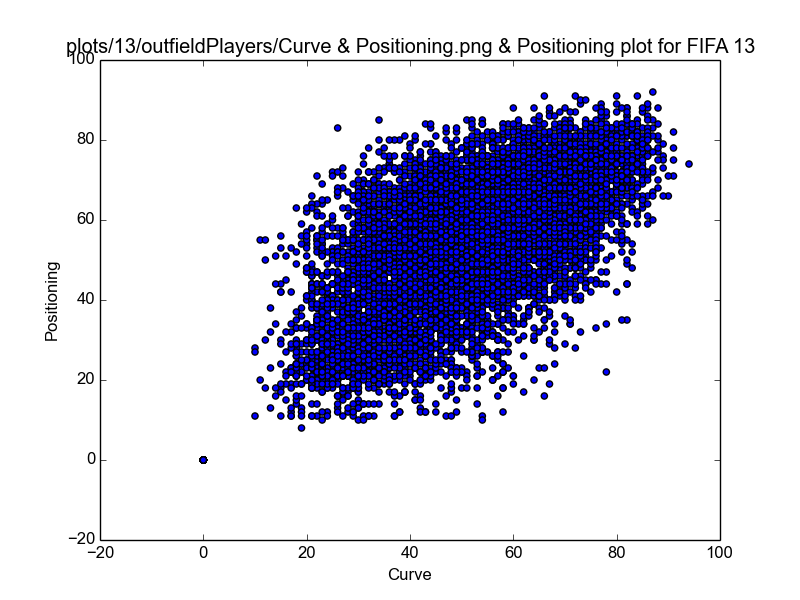 plots/13/outfieldPlayers/Curve & Positioning.png & Positioning plot for FIFA 13
100
80
60
40
20
0
−20
Positioning
−20 0 20 40 60 80 100
Curve